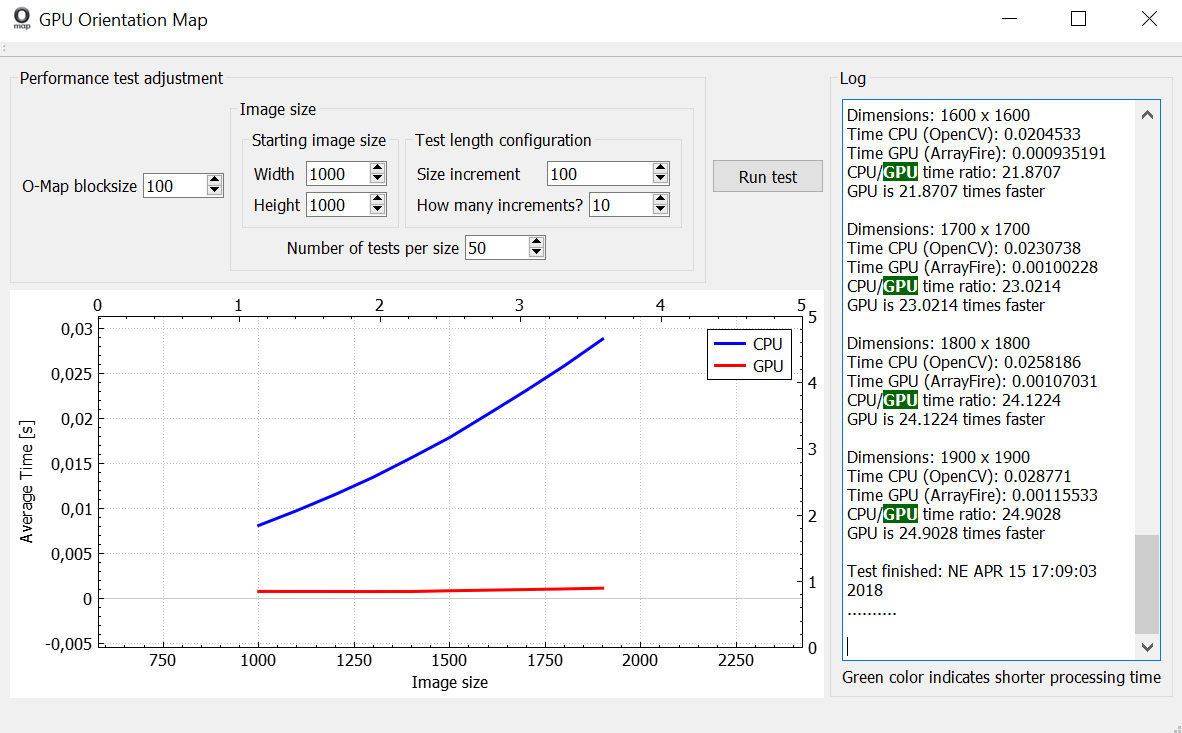 O
map
GPU Orientation Map
Performance test adjustment
Image size
Starting image size
Width 1000
Height 1000
Test length configuration
Size increment 100
How many increments? 10
O-Map blocksize 100
Number of tests per size 50
Run test
0 1 2 3 4 5
0,03
0,025
0,02
0,015
0,01
0,005
0
-0,005
Average Time [s]
CPU
GPU
5
4
3
2
1
0
750 1000 1250 1500 1750 2000 2250
Image size
Log
Dimensions: 1600 x 1600
Time CPU (OpenCV): 0.0204533
Time GPU (ArrayFire): 0.000935191
CPU/GPU time ratio: 21.8707
GPU is 21.8707 times faster
Dimensions: 1700 x 1700
Time CPU (OpenCV): 0.0230738
Time GPU (ArrayFire): 0.00100228
CPU/GPU time ratio: 23.0214
GPU is 23.0214 times faster
Dimensions: 1800 x 1800
Time CPU (OpenCV): 0.0258186
Time GPU (ArrayFire): 0.00107031
CPU/GPU time ratio: 24.1224
GPU is 24.1224 times faster
Dimensions: 1900 x 1900
Time CPU (OpenCV): 0.028771
Time GPU (ArrayFire): 0.00115533
CPU/GPU time ratio: 24.9028
GPU is 24.9028 times faster
Test finished: NE APR 15 17:09:03
2018
..........
Green color indicates shorter processing time